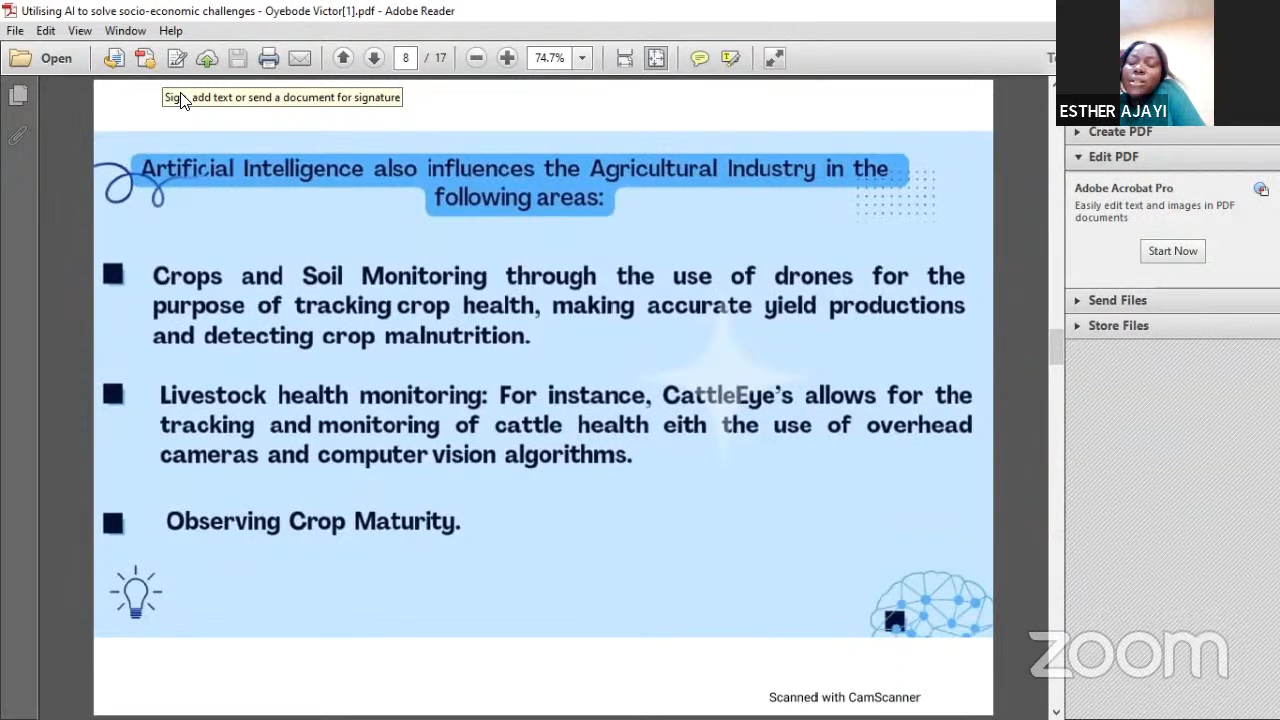 Utilising AI to solve socio-economic challenges - Oyebode Victor[1].pdf - Adobe Reader
File Edit View Window Help
Open 8 / 17 74.7%
Sign, add text or send a document for signature
ESTHER AJAYI
Create PDF
Edit PDF
Adobe Acrobat Pro
Easily edit text and images in PDF
documents
Start Now
Send Files
Store Files
Artificial Intelligence also influences the Agricultural Industry in the
following areas:
Crops and Soil Monitoring through the use of drones for the
purpose of tracking crop health, making accurate yield productions
and detecting crop malnutrition.
Livestock health monitoring: For instance, CattleEye's allows for the
tracking and monitoring of cattle health eith the use of overhead
cameras and computer vision algorithms.
Observing Crop Maturity.
zoom
Scanned with CamScanner